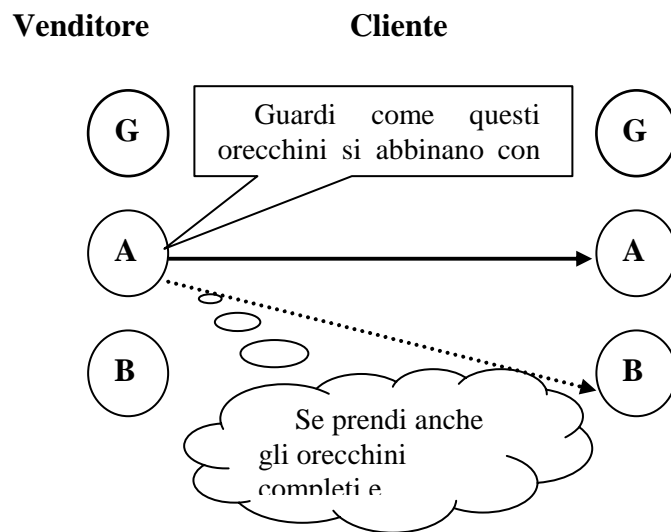 Venditore Cliente
G G
Guardi come questi
orecchini si abbinano con
A A
B B
Se prendi anche
gli orecchini
completi e